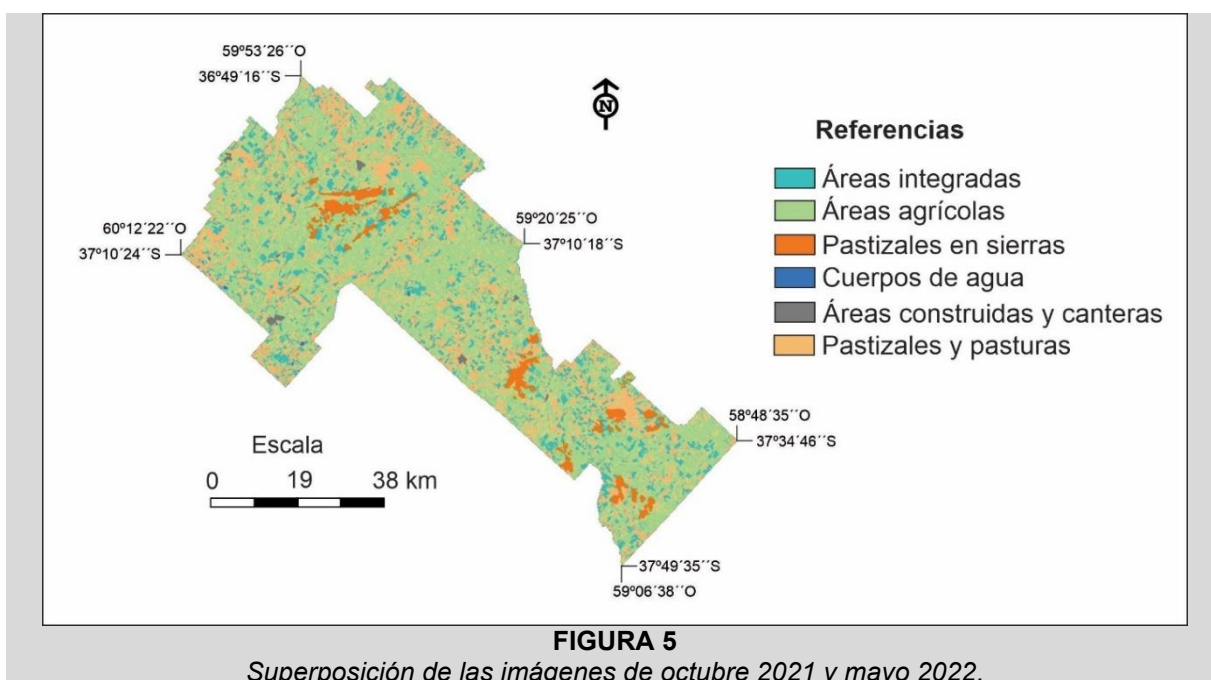 59º53´26´´O
36º49´16´´S
N
Referencias
Áreas integradas
Áreas agrícolas
Pastizales en sierras
Cuerpos de agua
Áreas construidas y canteras
Pastizales y pasturas
60º12´22´´O
37º10´24´´S
59º20´25´´O
37º10´18´´S
58º48´35´´O
37º34´46´´S
Escala
0 19 38 km
37º49´35´´S
59º06´38´´O
FIGURA 5
Superposición de las imágenes de octubre 2021 y mayo 2022.